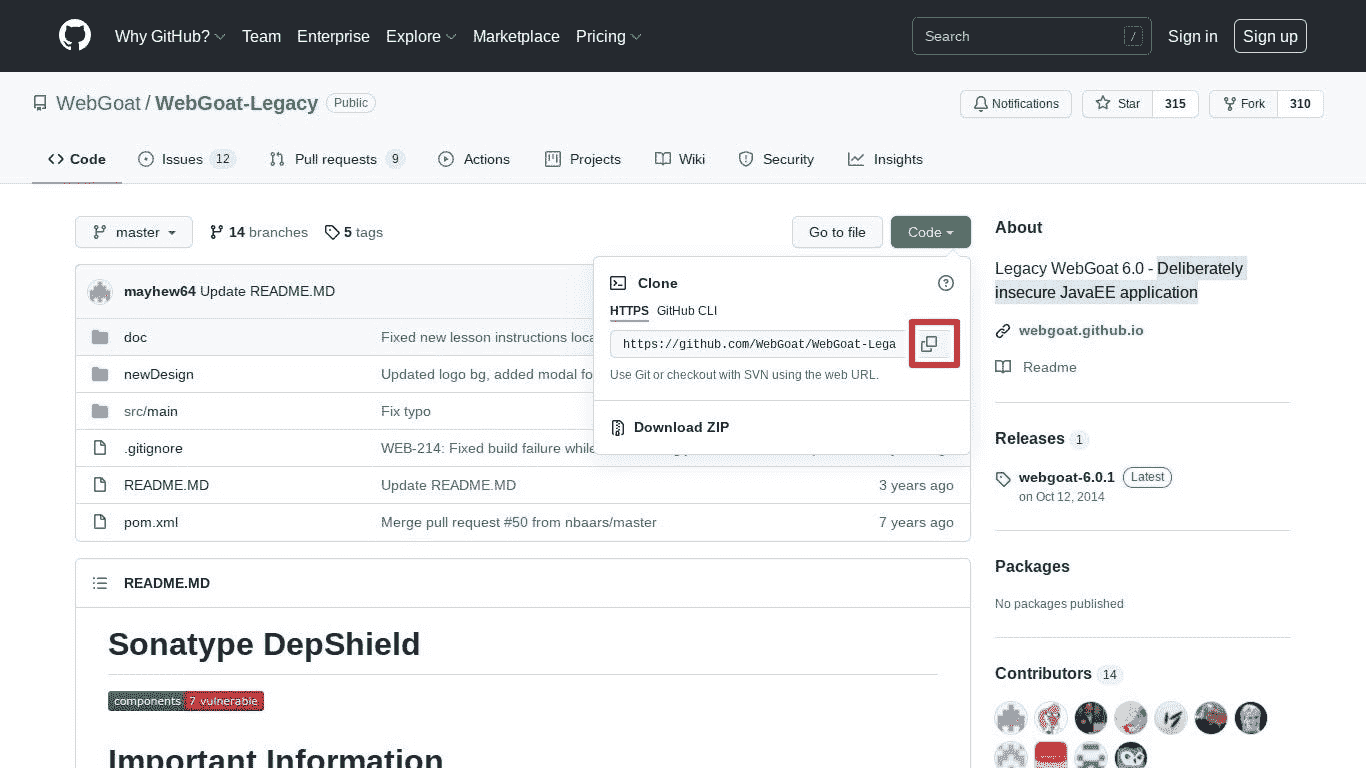 Why GitHub? Team Enterprise Explore Marketplace Pricing Search / Sign in Sign up
WebGoat / WebGoat-Legacy Public Notifications Star 315 Fork 310
Code Issues 12 Pull requests 9 Actions Projects Wiki Security Insights
master 14 branches 5 tags Go to file Code
mayhew64 Update README.MD
doc Fixed new lesson instructions loca
newDesign Updated logo bg, added modal fo
src/main Fix typo
.gitignore WEB-214: Fixed build failure while
README.MD Update README.MD 3 years ago
pom.xml Merge pull request #50 from nbaars/master 7 years ago
Clone
HTTPS GitHub CLI
https://github.com/WebGoat/WebGoat-Lega
Use Git or checkout with SVN using the web URL.
Download ZIP
README.MD
Sonatype DepShield
components 7 vulnerable
Important Information
About
Legacy WebGoat 6.0 - Deliberately
insecure JavaEE application
webgoat.github.io
Readme
Releases 1
webgoat-6.0.1 Latest
on Oct 12, 2014
Packages
No packages published
Contributors 14